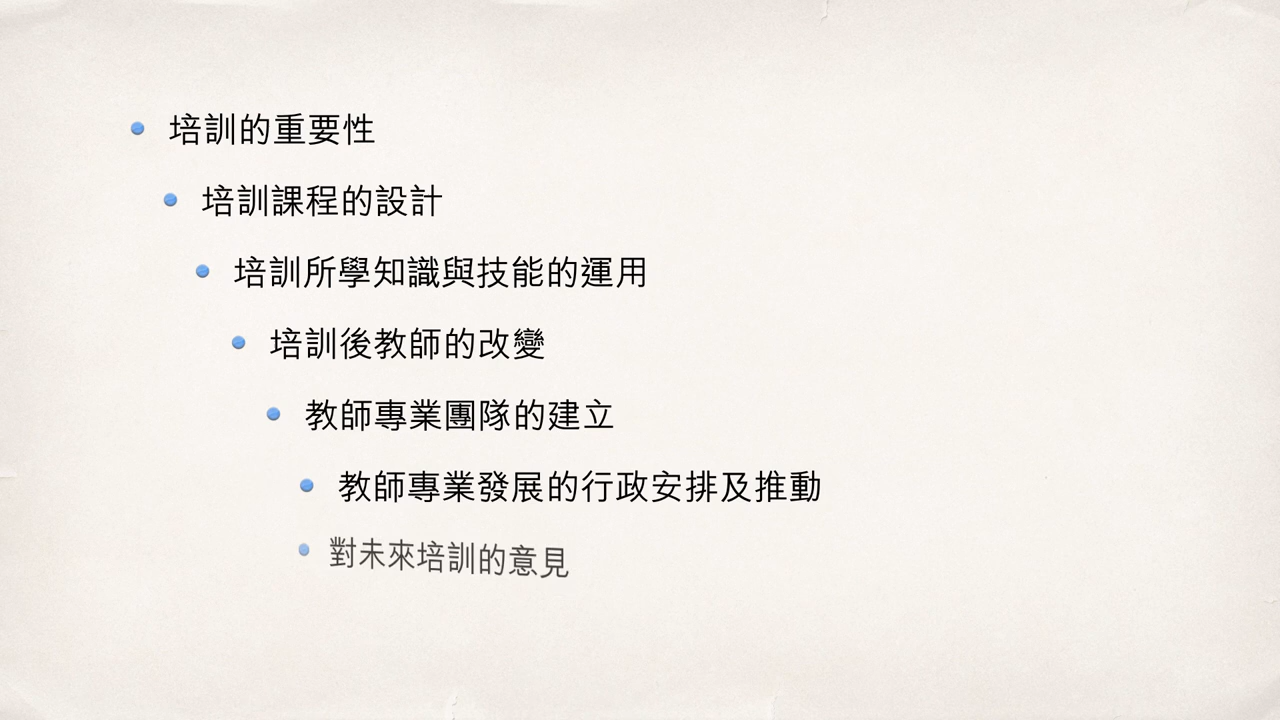 培訓的重要性
培訓課程的設計
培訓所學知識與技能的運用
培訓後教師的改變
教師專業團隊的建立
教師專業發展的行政安排及推動
對未來培訓的意見